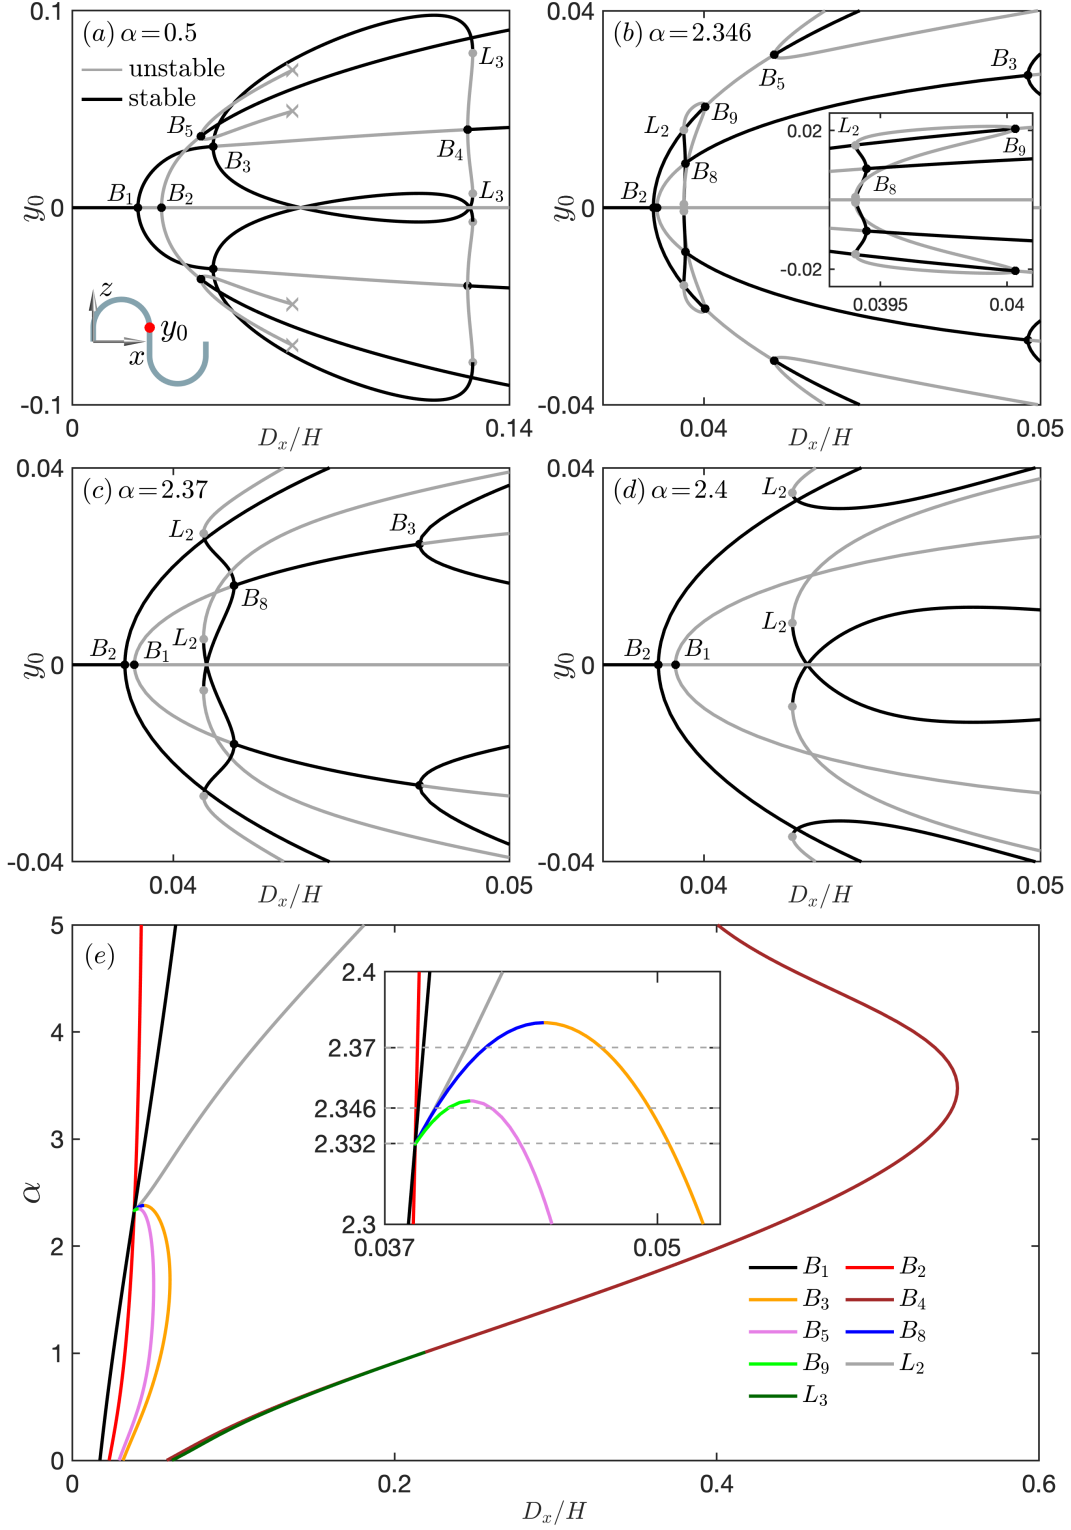 0.1
(a) α=0.5
unstable
stable
L₃
B₅
B₃
B₄
B₁
B₂
L₃
y₀
0
z
y₀
x
-0.1
0
Dₓ/H
0.14
0.04
(b) α=2.346
B₅
B₃
B₉
L₂
B₈
B₂
y₀
0
0.02
L₂
B₉
B₈
-0.02
0.0395
0.04
-0.04
0.04
Dₓ/H
0.05
0.04
(c) α=2.37
L₂
B₃
B₈
L₂
B₂
B₁
y₀
0
-0.04
0.04
Dₓ/H
0.05
0.04
(d) α=2.4
L₂
L₂
B₂
B₁
y₀
0
-0.04
0.04
Dₓ/H
0.05
5
(e)
4
3
α
2
1
0
2.4
2.37
2.346
2.332
2.3
0.037
0.05
B₁
B₂
B₃
B₄
B₅
B₈
B₉
L₂
L₃
0
0.2
0.4
0.6
Dₓ/H